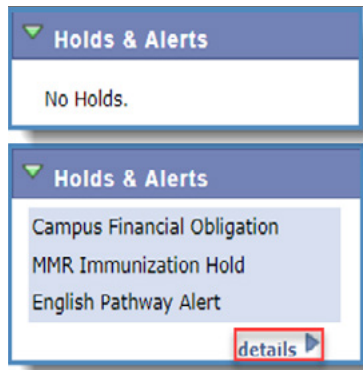 Holds & Alerts
No Holds.
Holds & Alerts
Campus Financial Obligation
MMR Immunization Hold
English Pathway Alert
details